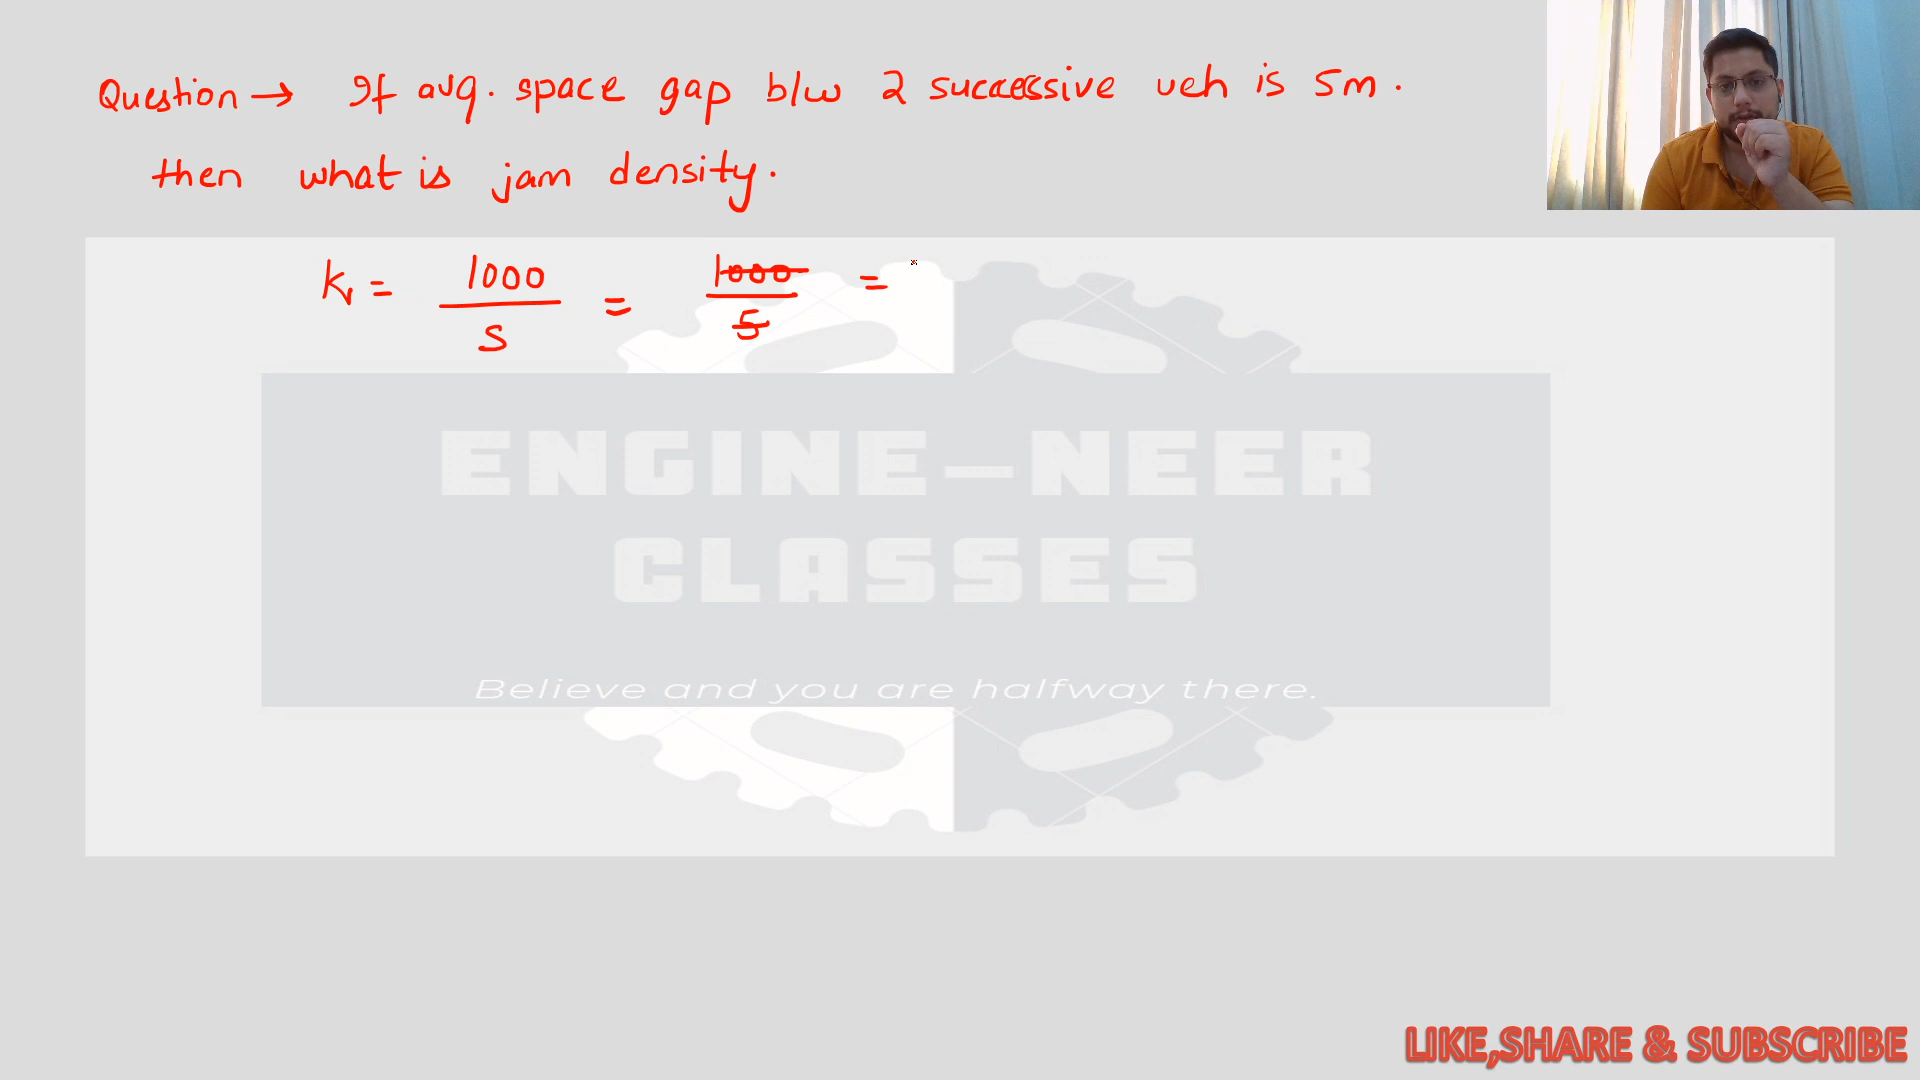 Question → If avg. space gap b/w 2 successive veh is 5m.
then what is jam density.
k = 1000 / S = 1000 / 5 =
ENGINE-NEER
CLASSES
Believe and you are halfway there.
LIKE,SHARE & SUBSCRIBE